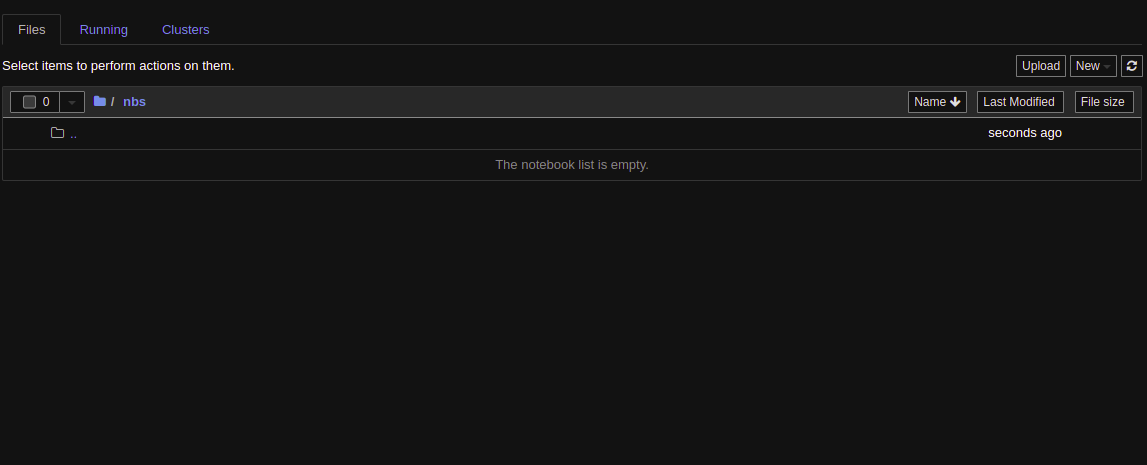 Files Running Clusters
Select items to perform actions on them. Upload New
0 / nbs Name Last Modified File size
.. seconds ago
The notebook list is empty.